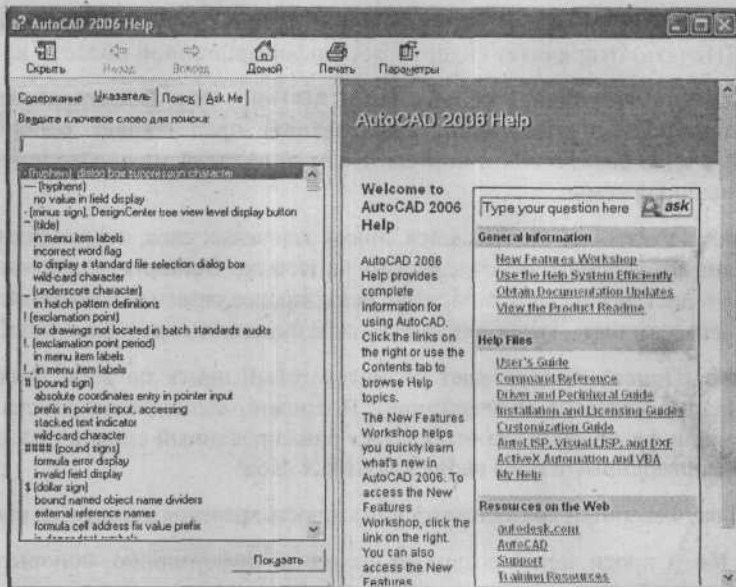 AutoCAD 2006 Help
Скрыть Назад Вперед Домой Печать Параметры
Содержание Указатель Поиск Ask Me
Введите ключевое слово для поиска:
- (hyphen), dialog box suppression character
---- (hyphens)
no value in field display
- (minus sign), DesignCenter tree view level display button
~ (tilde)
in menu item labels
incorrect word flag
to display a standard file selection dialog box
wild-card character
_ (underscore character)
in hatch pattern definitions
! (exclamation point)
for drawings not located in batch standards audits
!. (exclamation point period)
in menu item labels
!_, in menu item labels
# (pound sign)
absolute coordinates entry in pointer input
prefix in pointer input, accessing
stacked text indicator
wild-card character
#### (pound signs)
formula error display
invalid field display
$ (dollar sign)
bound named object name dividers
external reference names
formula cell address fix value prefix
in dependent symbols
Показать
AutoCAD 2006 Help
Welcome to
AutoCAD 2006
Help
AutoCAD 2006
Help provides
complete
information for
using AutoCAD.
Click the links on
the right or use the
Contents tab to
browse Help
topics.
The New Features
Workshop helps
you quickly learn
what's new in
AutoCAD 2006. To
access the New
Features
Workshop, click the
link on the right.
You can also
access the New
Features
Type your question here ask
General Information
New Features Workshop
Use the Help System Efficiently
Obtain Documentation Updates
View the Product Readme
Help Files
User's Guide
Command Reference
Driver and Peripheral Guide
Installation and Licensing Guides
Customization Guide
AutoLISP, Visual LISP, and DXF
ActiveX Automation and VBA
My Help
Resources on the Web
autodesk.com
AutoCAD
Support
Training Resources